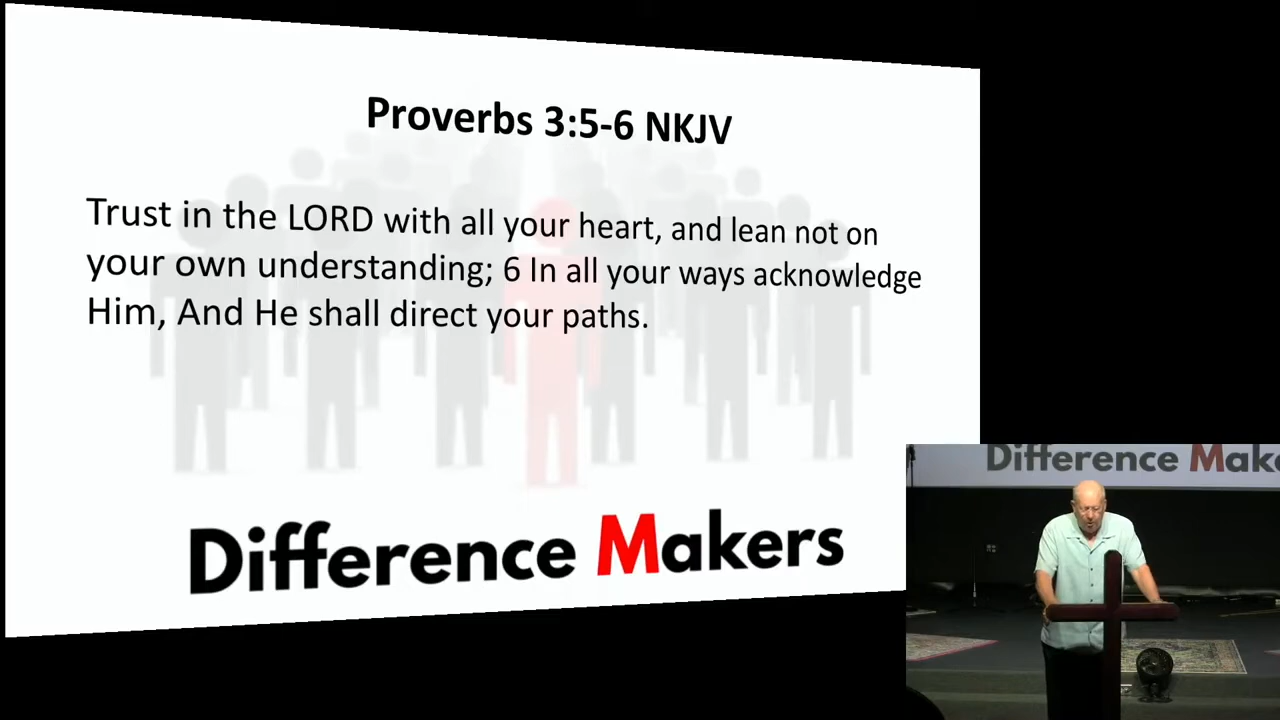 Proverbs 3:5-6 NKJV
Trust in the LORD with all your heart, and lean not on
your own understanding; 6 In all your ways acknowledge
Him, And He shall direct your paths.
Difference Makers
Difference Make